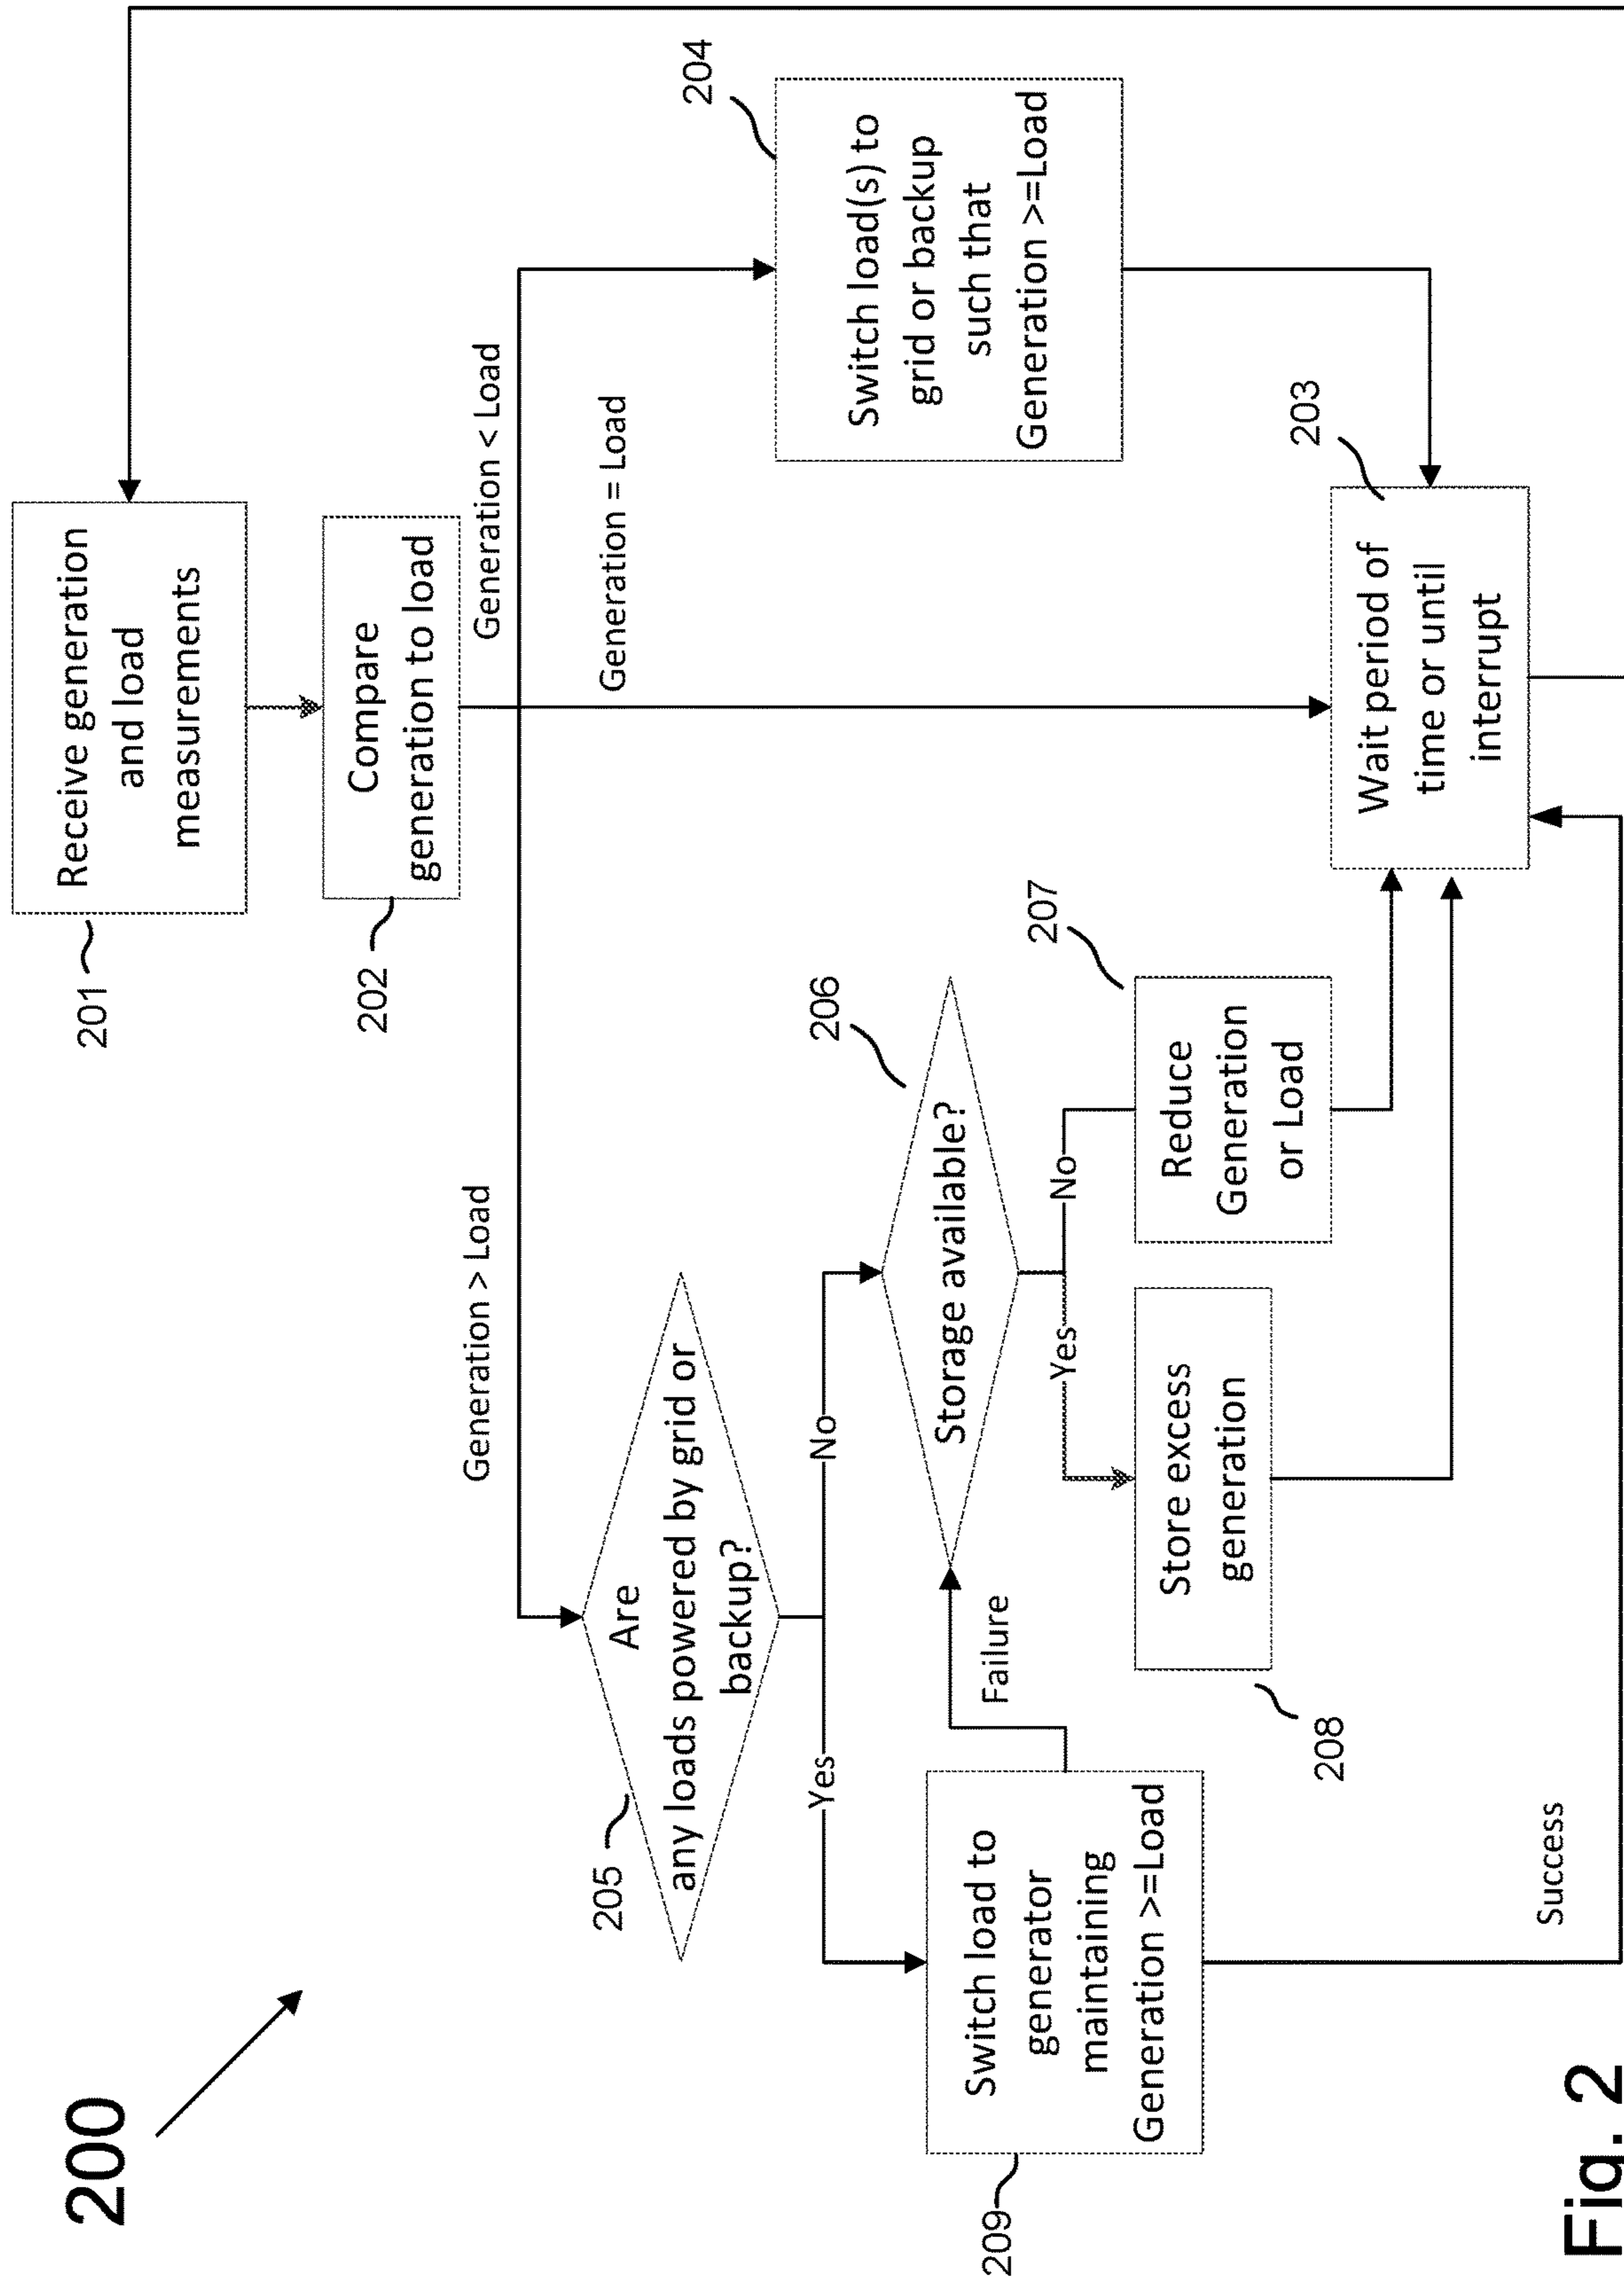 200
201
Receive generation
and load
measurements
202
Compare
generation to load
Generation > Load
Generation < Load
Generation = Load
204
Switch load(s) to
grid or backup
such that
Generation >=Load
205
Are
any loads powered by grid or
backup?
Yes
No
206
Storage available?
209
Switch load to
generator
maintaining
Generation >=Load
Failure
Yes
No
207
Reduce
Generation
or Load
208
Store excess
generation
203
Wait period of
time or until
interrupt
Success
Fig. 2